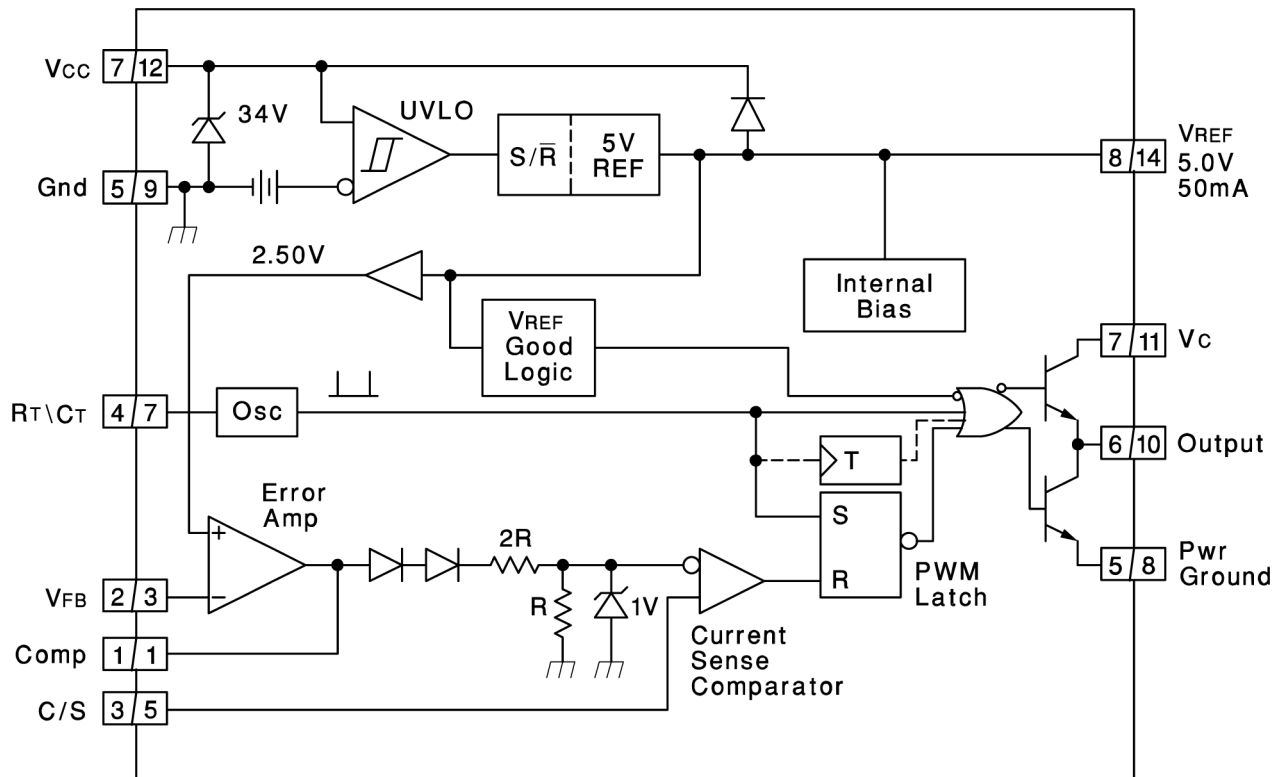 VCC 7 12
34V
UVLO
S/R̅
5V
REF
8 14
VREF
5.0V
50mA
Gnd 5 9
2.50V
Internal
Bias
VREF
Good
Logic
7 11 VC
RT\CT 4 7
Osc
6 10 Output
T
Error
Amp
+
−
2R
S
R
PWM
Latch
5 8
Pwr
Ground
VFB 2 3
R
1V
Comp 1 1
Current
Sense
Comparator
C/S 3 5